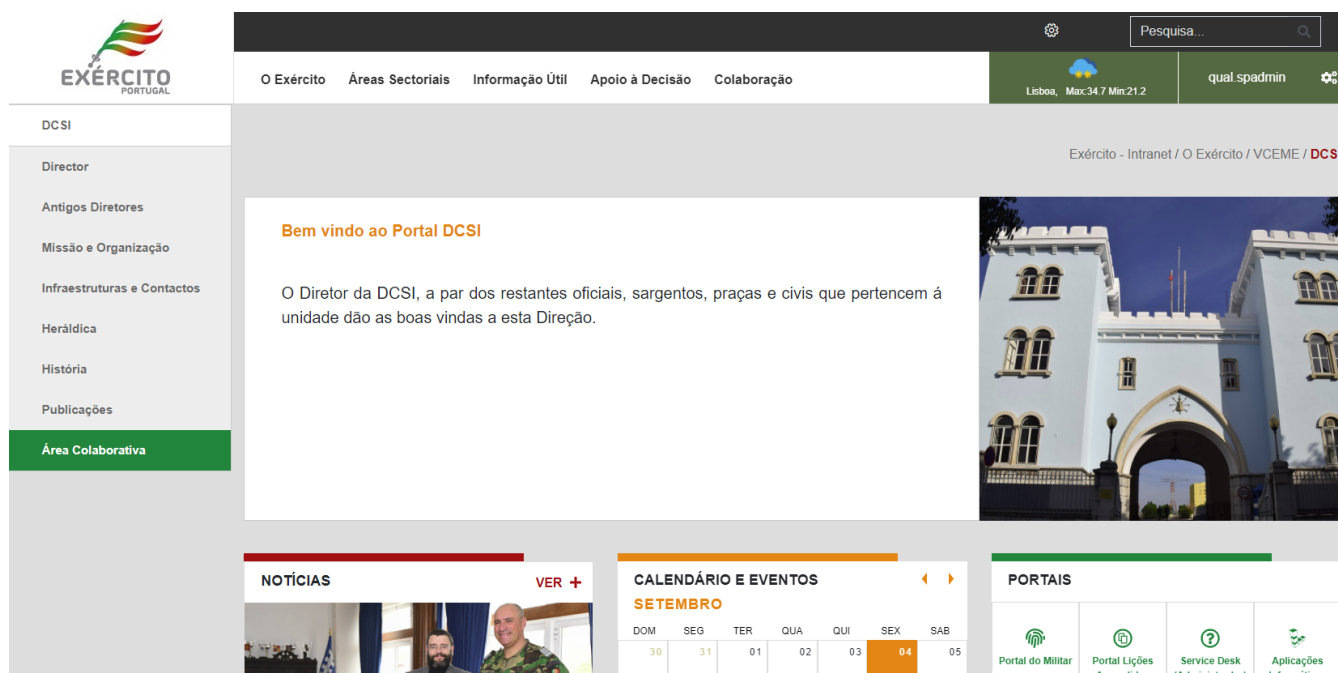 EXÉRCITO
PORTUGAL
Pesquisa...
O Exército Áreas Sectoriais Informação Útil Apoio à Decisão Colaboração
Lisboa, Max:34.7 Min:21.2
qual.spadmin
DCSI
Director
Antigos Diretores
Missão e Organização
Infraestruturas e Contactos
Heráldica
História
Publicações
Área Colaborativa
Exército - Intranet / O Exército / VCEME / DCS
Bem vindo ao Portal DCSI
O Diretor da DCSI, a par dos restantes oficiais, sargentos, praças e civis que pertencem á
unidade dão as boas vindas a esta Direção.
NOTÍCIAS VER +
CALENDÁRIO E EVENTOS
SETEMBRO
DOM SEG TER QUA QUI SEX SAB
30 31 01 02 03 04 05
PORTAIS
Portal do Militar
Portal Lições
Service Desk
Aplicações